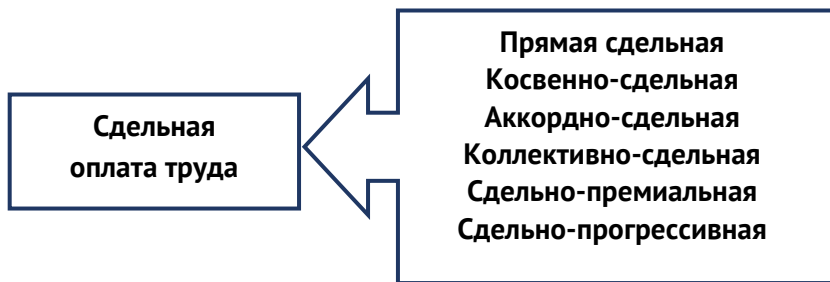 Сдельная
оплата труда
Прямая сдельная
Косвенно-сдельная
Аккордно-сдельная
Коллективно-сдельная
Сдельно-премиальная
Сдельно-прогрессивная